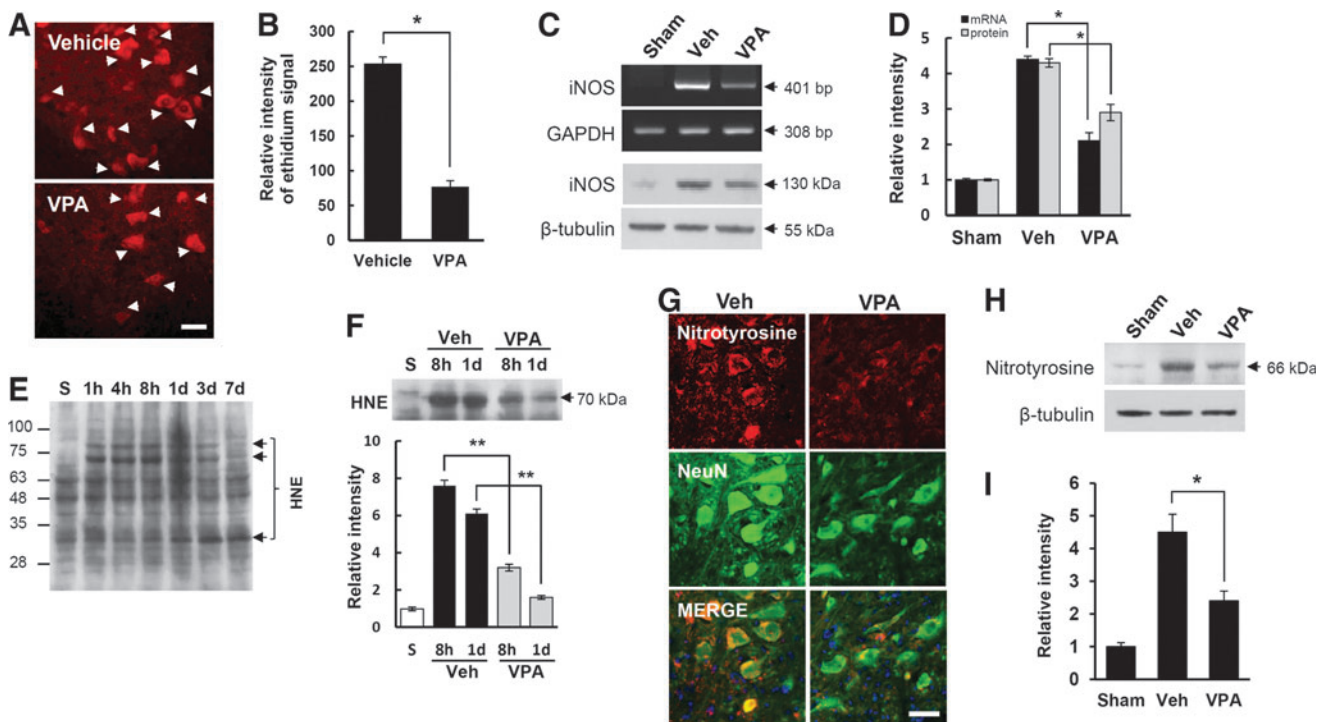 A
Vehicle
VPA
B
Relative intensity
of ethidium signal
300
250
200
150
100
50
0
*
Vehicle VPA
C
Sham Veh VPA
iNOS 401 bp
GAPDH 308 bp
iNOS 130 kDa
β-tubulin 55 kDa
D
mRNA
protein
Relative intensity
5
4
3
2
1
0
*
*
Sham Veh VPA
E
S 1h 4h 8h 1d 3d 7d
100
75
63
48
35
28
HNE
F
Veh VPA
S 8h 1d 8h 1d
HNE 70 kDa
Relative intensity
10
8
6
4
2
0
**
**
S 8h 1d 8h 1d
Veh VPA
G
Veh VPA
Nitrotyrosine
NeuN
MERGE
H
Sham Veh VPA
Nitrotyrosine 66 kDa
β-tubulin
I
Relative intensity
6
5
4
3
2
1
0
*
Sham Veh VPA